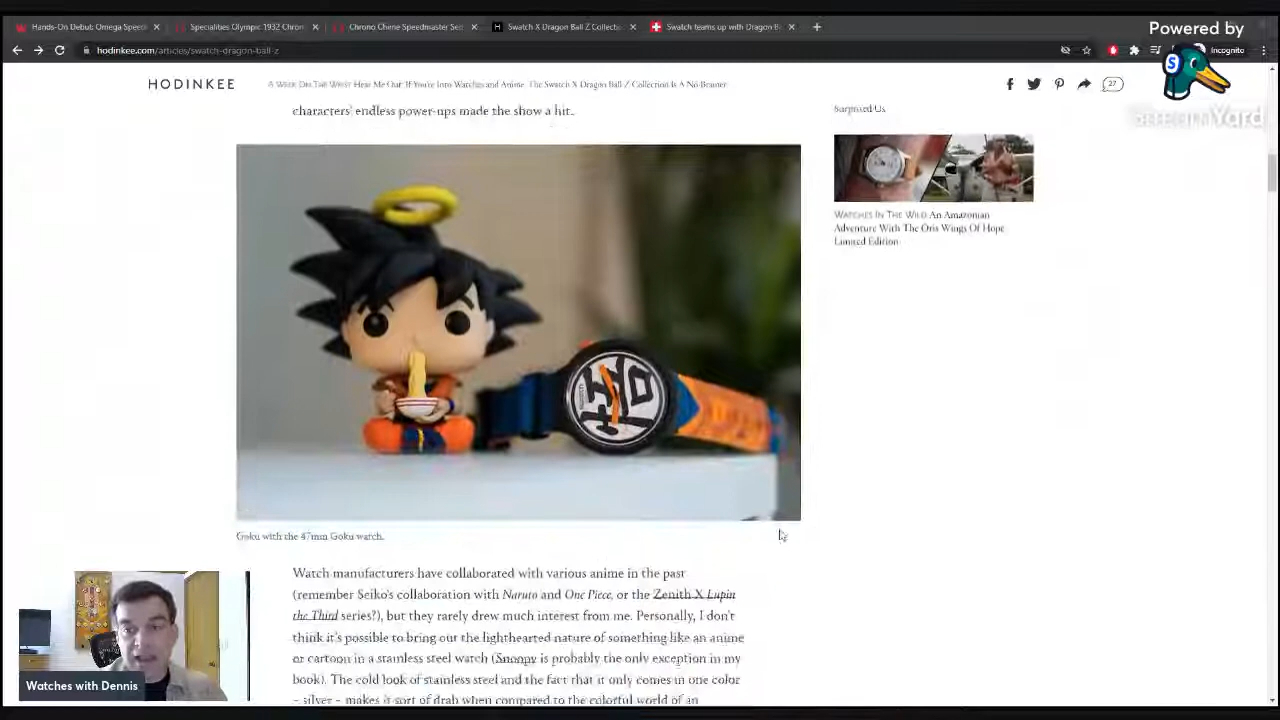 Hands-On Debut: Omega Speed
Specialities Olympic 1932 Chron
Chrono Chime Speedmaster Sec
Swatch X Dragon Ball Z Collectio
Swatch teams up with Dragon B
Powered by
hodinkee.com/articles/swatch-dragon-ball-z
Incognito
S
StreamYard
HODINKEE
A Week On The Wrist Hear Me Out: If You're Into Watches and Anime, The Swatch X Dragon Ball Z Collection Is A No-Brainer
27
characters' endless power-ups made the show a hit.
Surprised Us
Watches In The Wild An Amazonian
Adventure With The Oris Wings Of Hope
Limited Edition
Goku with the 47mm Goku watch.
Watch manufacturers have collaborated with various anime in the past
(remember Seiko's collaboration with Naruto and One Piece, or the Zenith X Lupin
the Third series?), but they rarely drew much interest from me. Personally, I don't
think it's possible to bring out the lighthearted nature of something like an anime
or cartoon in a stainless steel watch (Snoopy is probably the only exception in my
book). The cold look of stainless steel and the fact that it only comes in one color
– silver – makes it sort of drab when compared to the colorful world of an
Watches with Dennis